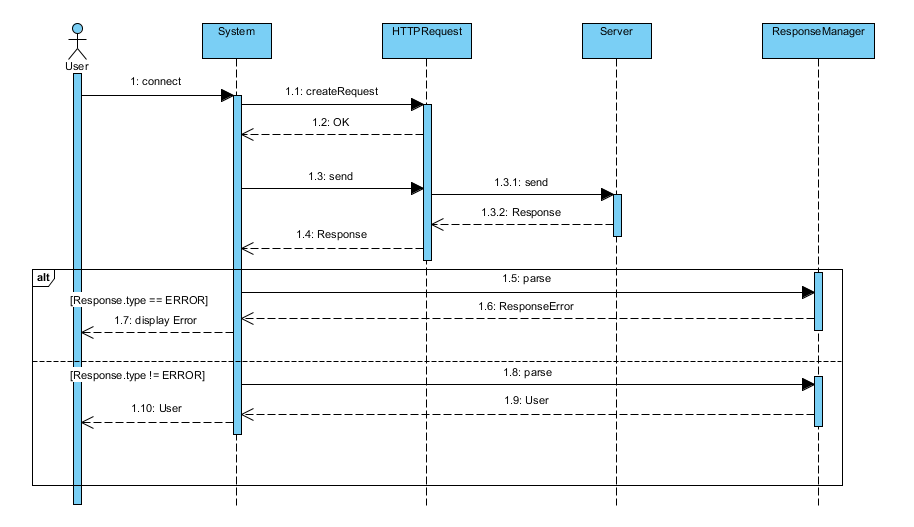 System
HTTPRequest
Server
ResponseManager
User
1: connect
1.1: createRequest
1.2: OK
1.3: send
1.3.1: send
1.3.2: Response
1.4: Response
alt
1.5: parse
[Response.type == ERROR]
1.6: ResponseError
1.7: display Error
1.8: parse
[Response.type != ERROR]
1.9: User
1.10: User